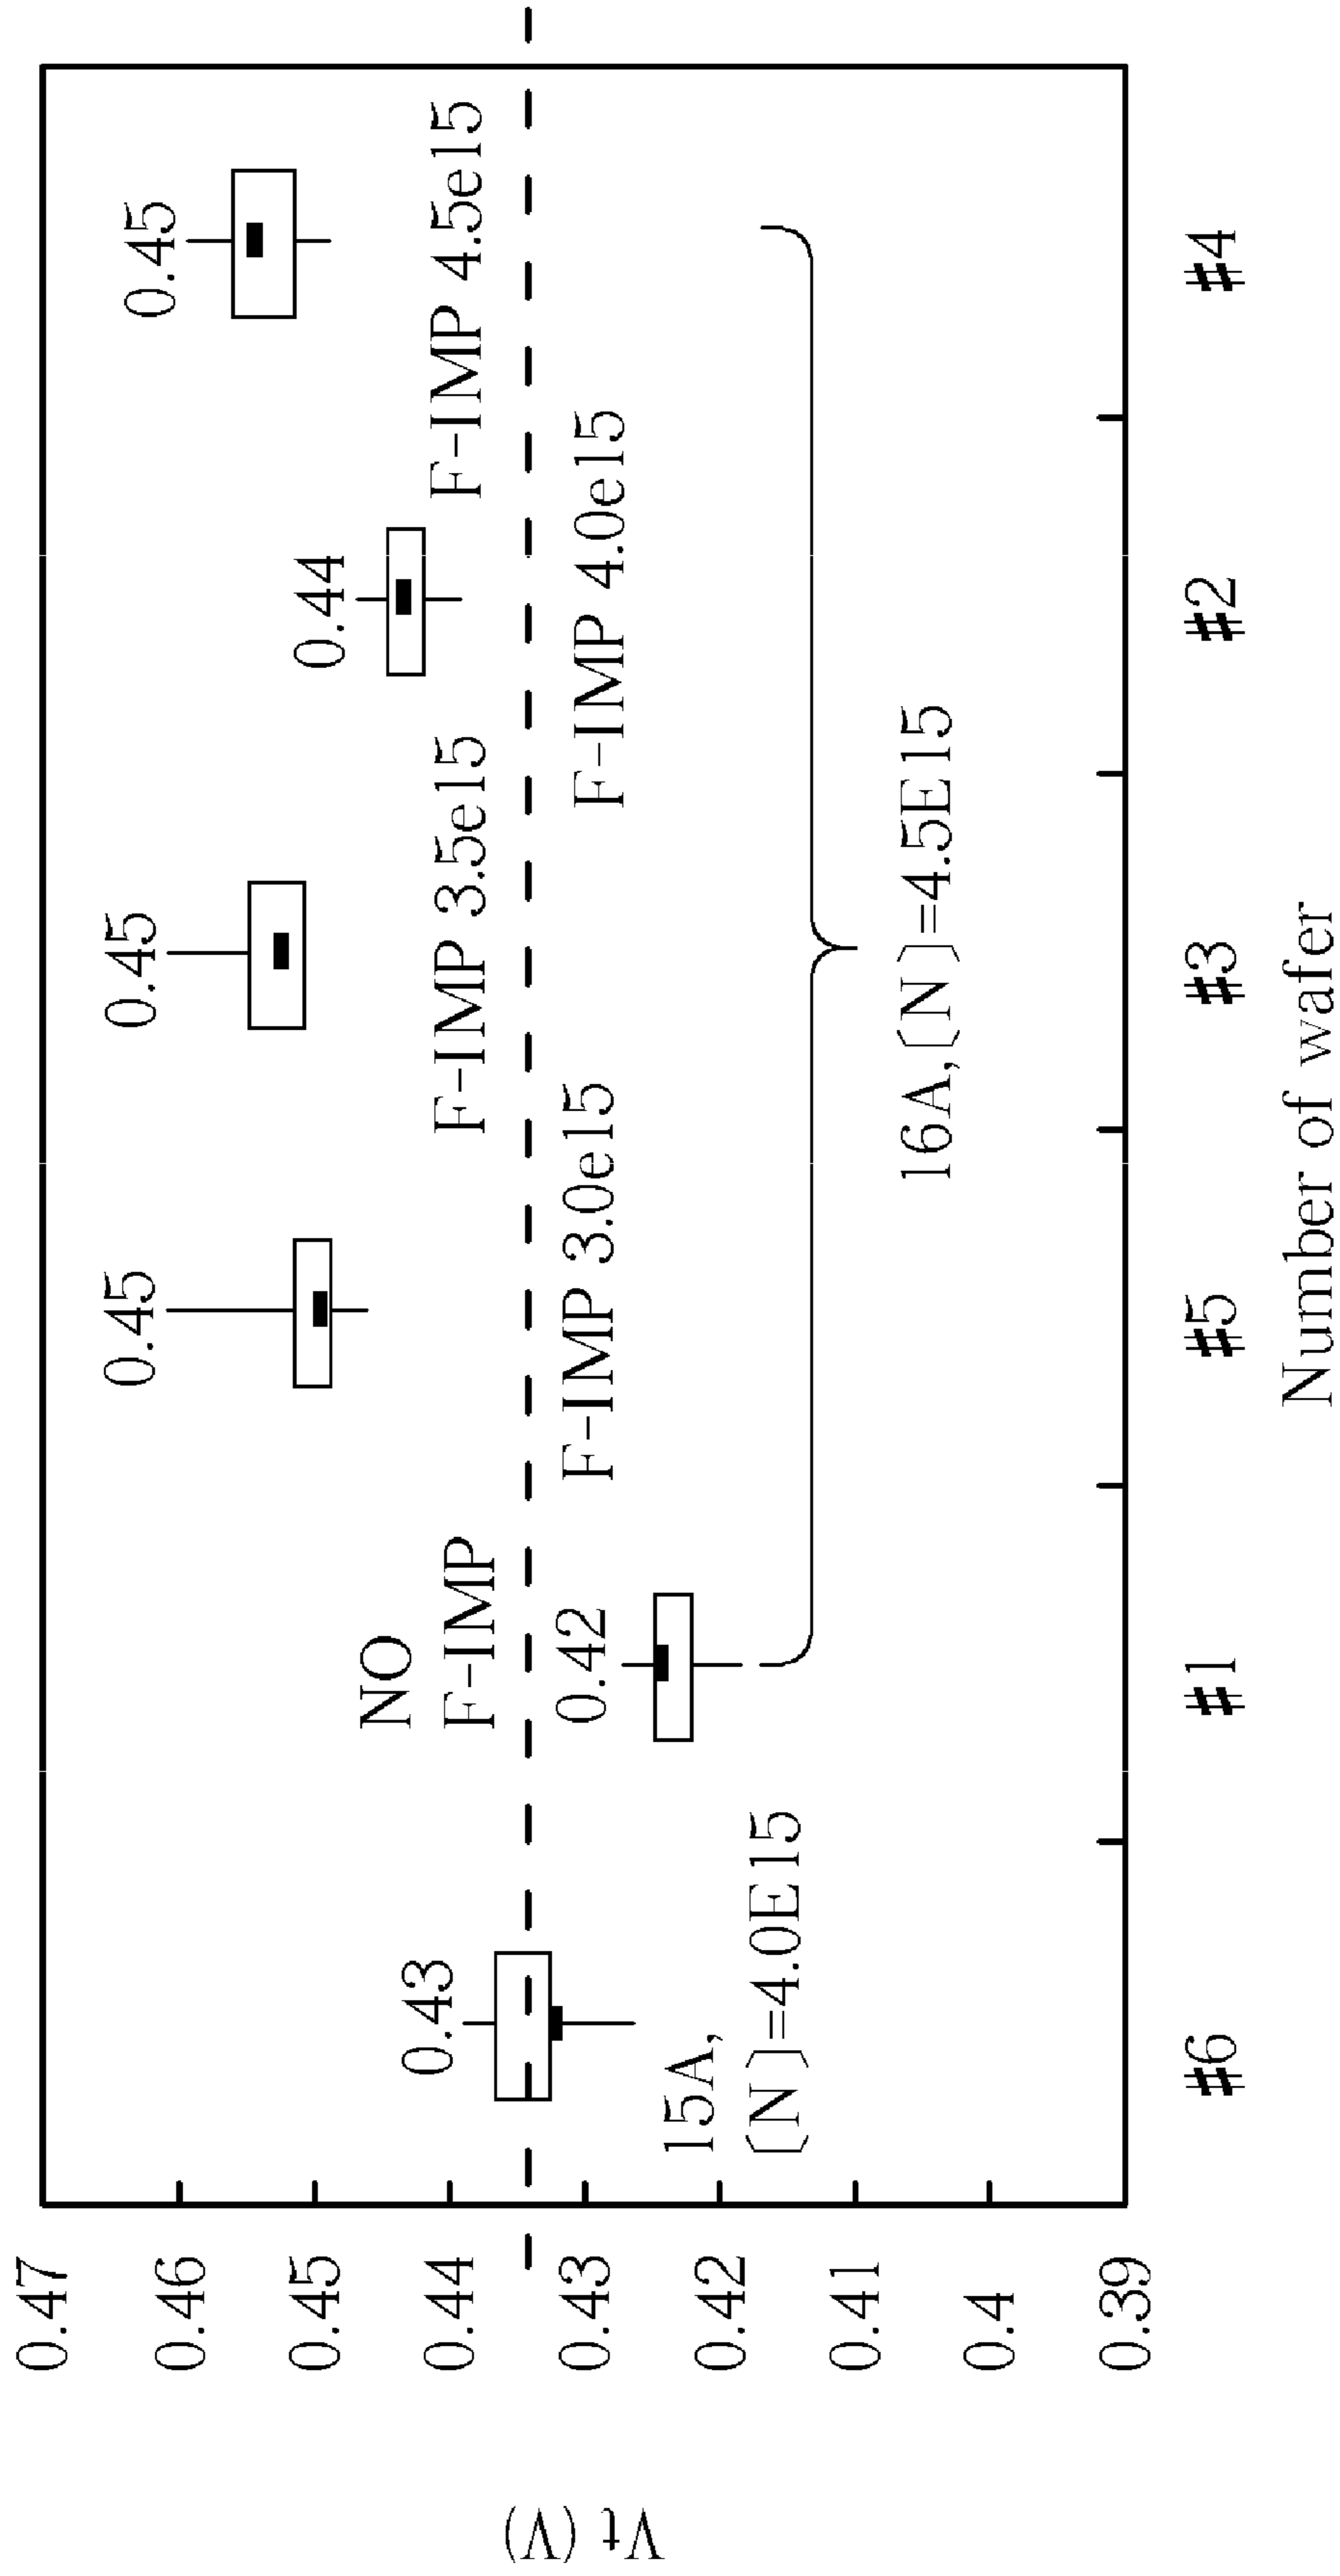 Vt (V)
0.47
0.46
0.45
0.44
0.43
0.42
0.41
0.4
0.39
0.43
15A,
[N]=4.0E15
NO
F-IMP
0.42
0.45
F-IMP 3.0e15
0.45
F-IMP 3.5e15
0.44
F-IMP 4.0e15
0.45
F-IMP 4.5e15
16A,[N]=4.5E15
#6
#1
#5
#3
#2
#4
Number of wafer